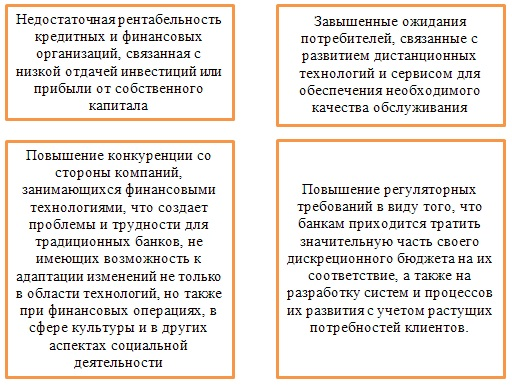 Недостаточная рентабельность
кредитных и финансовых
организаций, связанная с
низкой отдачей инвестиций или
прибыли от собственного
капитала
Завышенные ожидания
потребителей, связанные с
развитием дистанционных
технологий и сервисом для
обеспечения необходимого
качества обслуживания
Повышение конкуренции со
стороны компаний,
занимающихся финансовыми
технологиями, что создает
проблемы и трудности для
традиционных банков, не
имеющих возможность к
адаптации изменений не только
в области технологий, но также
при финансовых операциях, в
сфере культуры и в других
аспектах социальной
деятельности
Повышение регуляторных
требований в виду того, что
банкам приходится тратить
значительную часть своего
дискреционного бюджета на их
соответствие, а также на
разработку систем и процессов
их развития с учетом растущих
потребностей клиентов.